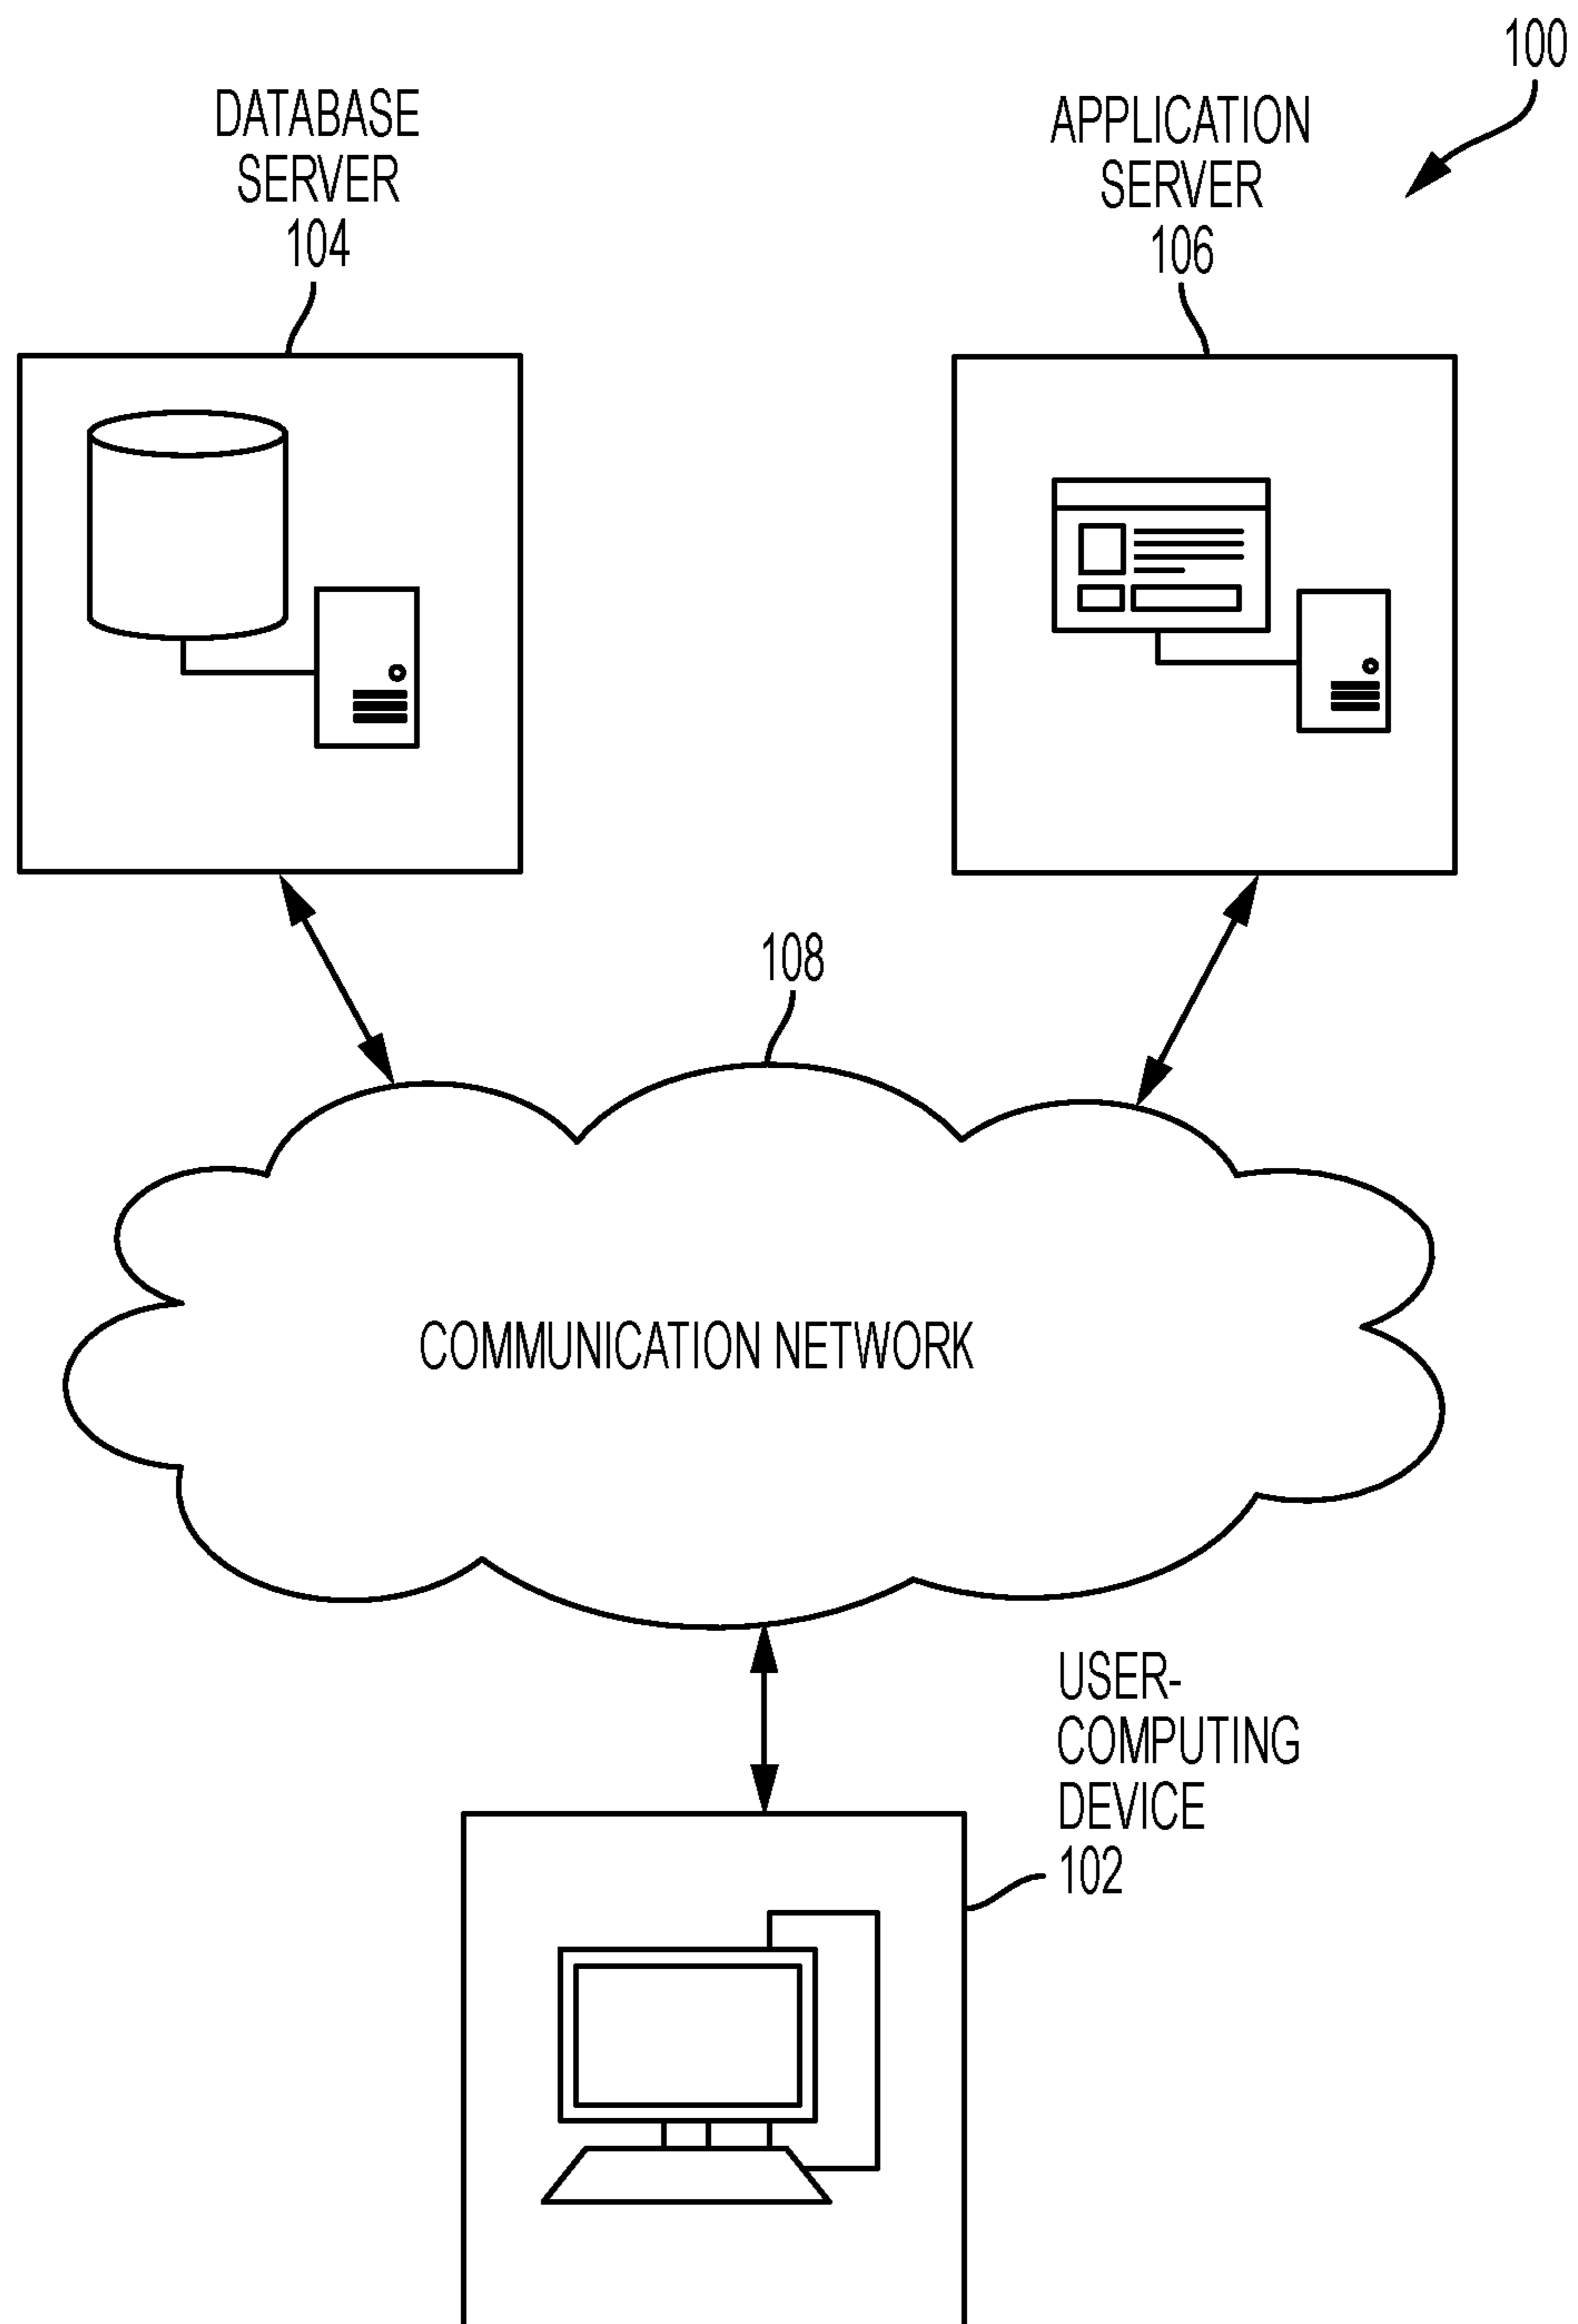 100
DATABASE
SERVER
104
APPLICATION
SERVER
106
108
COMMUNICATION NETWORK
USER-
COMPUTING
DEVICE
102